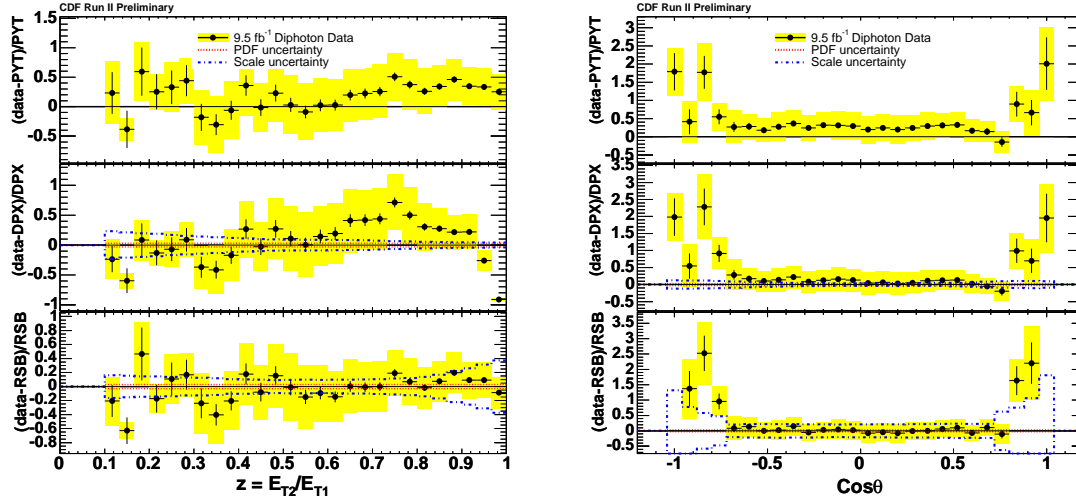 CDF Run II Preliminary
(data-PYT)/PYT
1.5
1
0.5
0
-0.5
9.5 fb-1 Diphoton Data
PDF uncertainty
Scale uncertainty
(data-DPX)/DPX
1
0.5
0
-0.5
-1
(data-RSB)/RSB
1
0.8
0.6
0.4
0.2
0
-0.2
-0.4
-0.6
-0.8
0 0.1 0.2 0.3 0.4 0.5 0.6 0.7 0.8 0.9 1
z = ET2/ET1
CDF Run II Preliminary
(data-PYT)/PYT
3
2.5
2
1.5
1
0.5
0
-0.5
9.5 fb-1 Diphoton Data
PDF uncertainty
Scale uncertainty
(data-DPX)/DPX
3.5
3
2.5
2
1.5
1
0.5
0
-0.5
(data-RSB)/RSB
3.5
3
2.5
2
1.5
1
0.5
0
-0.5
-1 -0.5 0 0.5 1
Cosθ